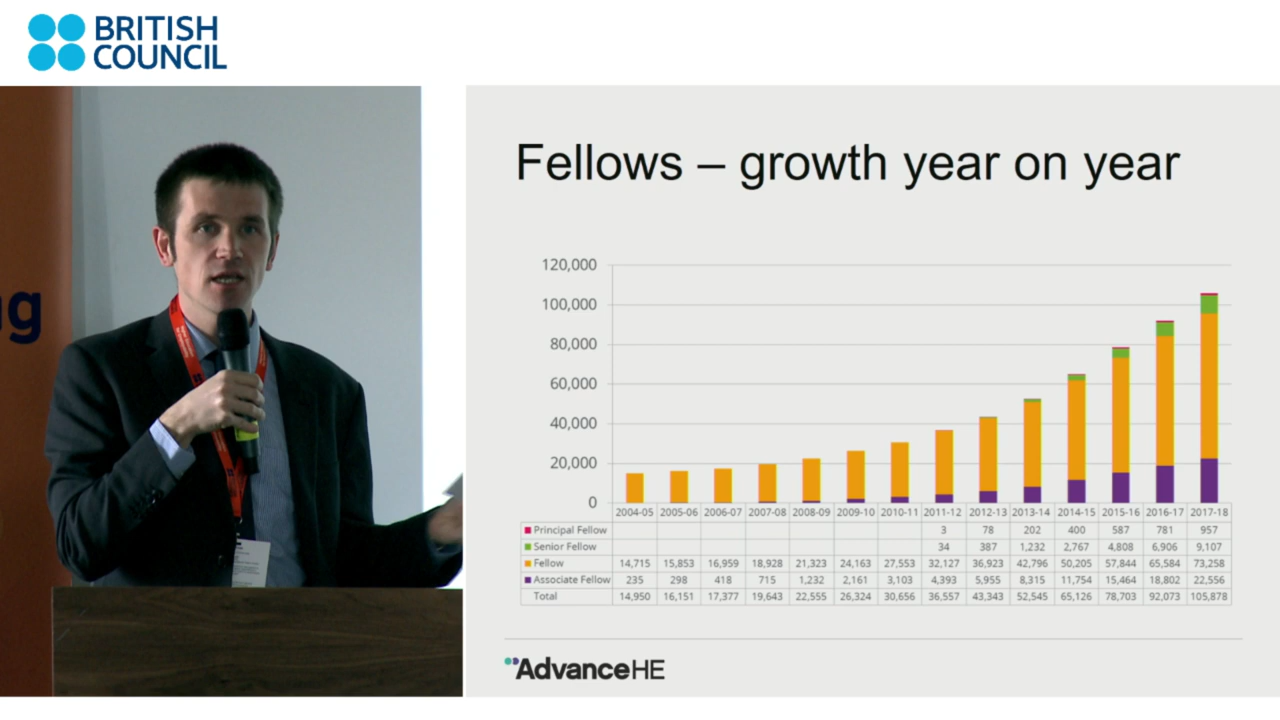 BRITISH
COUNCIL
g
Fellows – growth year on year
120,000
100,000
80,000
60,000
40,000
20,000
0
2004-05 2005-06 2006-07 2007-08 2008-09 2009-10 2010-11 2011-12 2012-13 2013-14 2014-15 2015-16 2016-17 2017-18
Principal Fellow 3 78 202 400 587 781 957
Senior Fellow 34 387 1,232 2,767 4,808 6,906 9,107
Fellow 14,715 15,853 16,959 18,928 21,323 24,163 27,553 32,127 36,923 42,796 50,205 57,844 65,584 73,258
Associate Fellow 235 298 418 715 1,232 2,161 3,103 4,393 5,955 8,315 11,754 15,464 18,802 22,556
Total 14,950 16,151 17,377 19,643 22,555 26,324 30,656 36,557 43,343 52,545 65,126 78,703 92,073 105,878
AdvanceHE